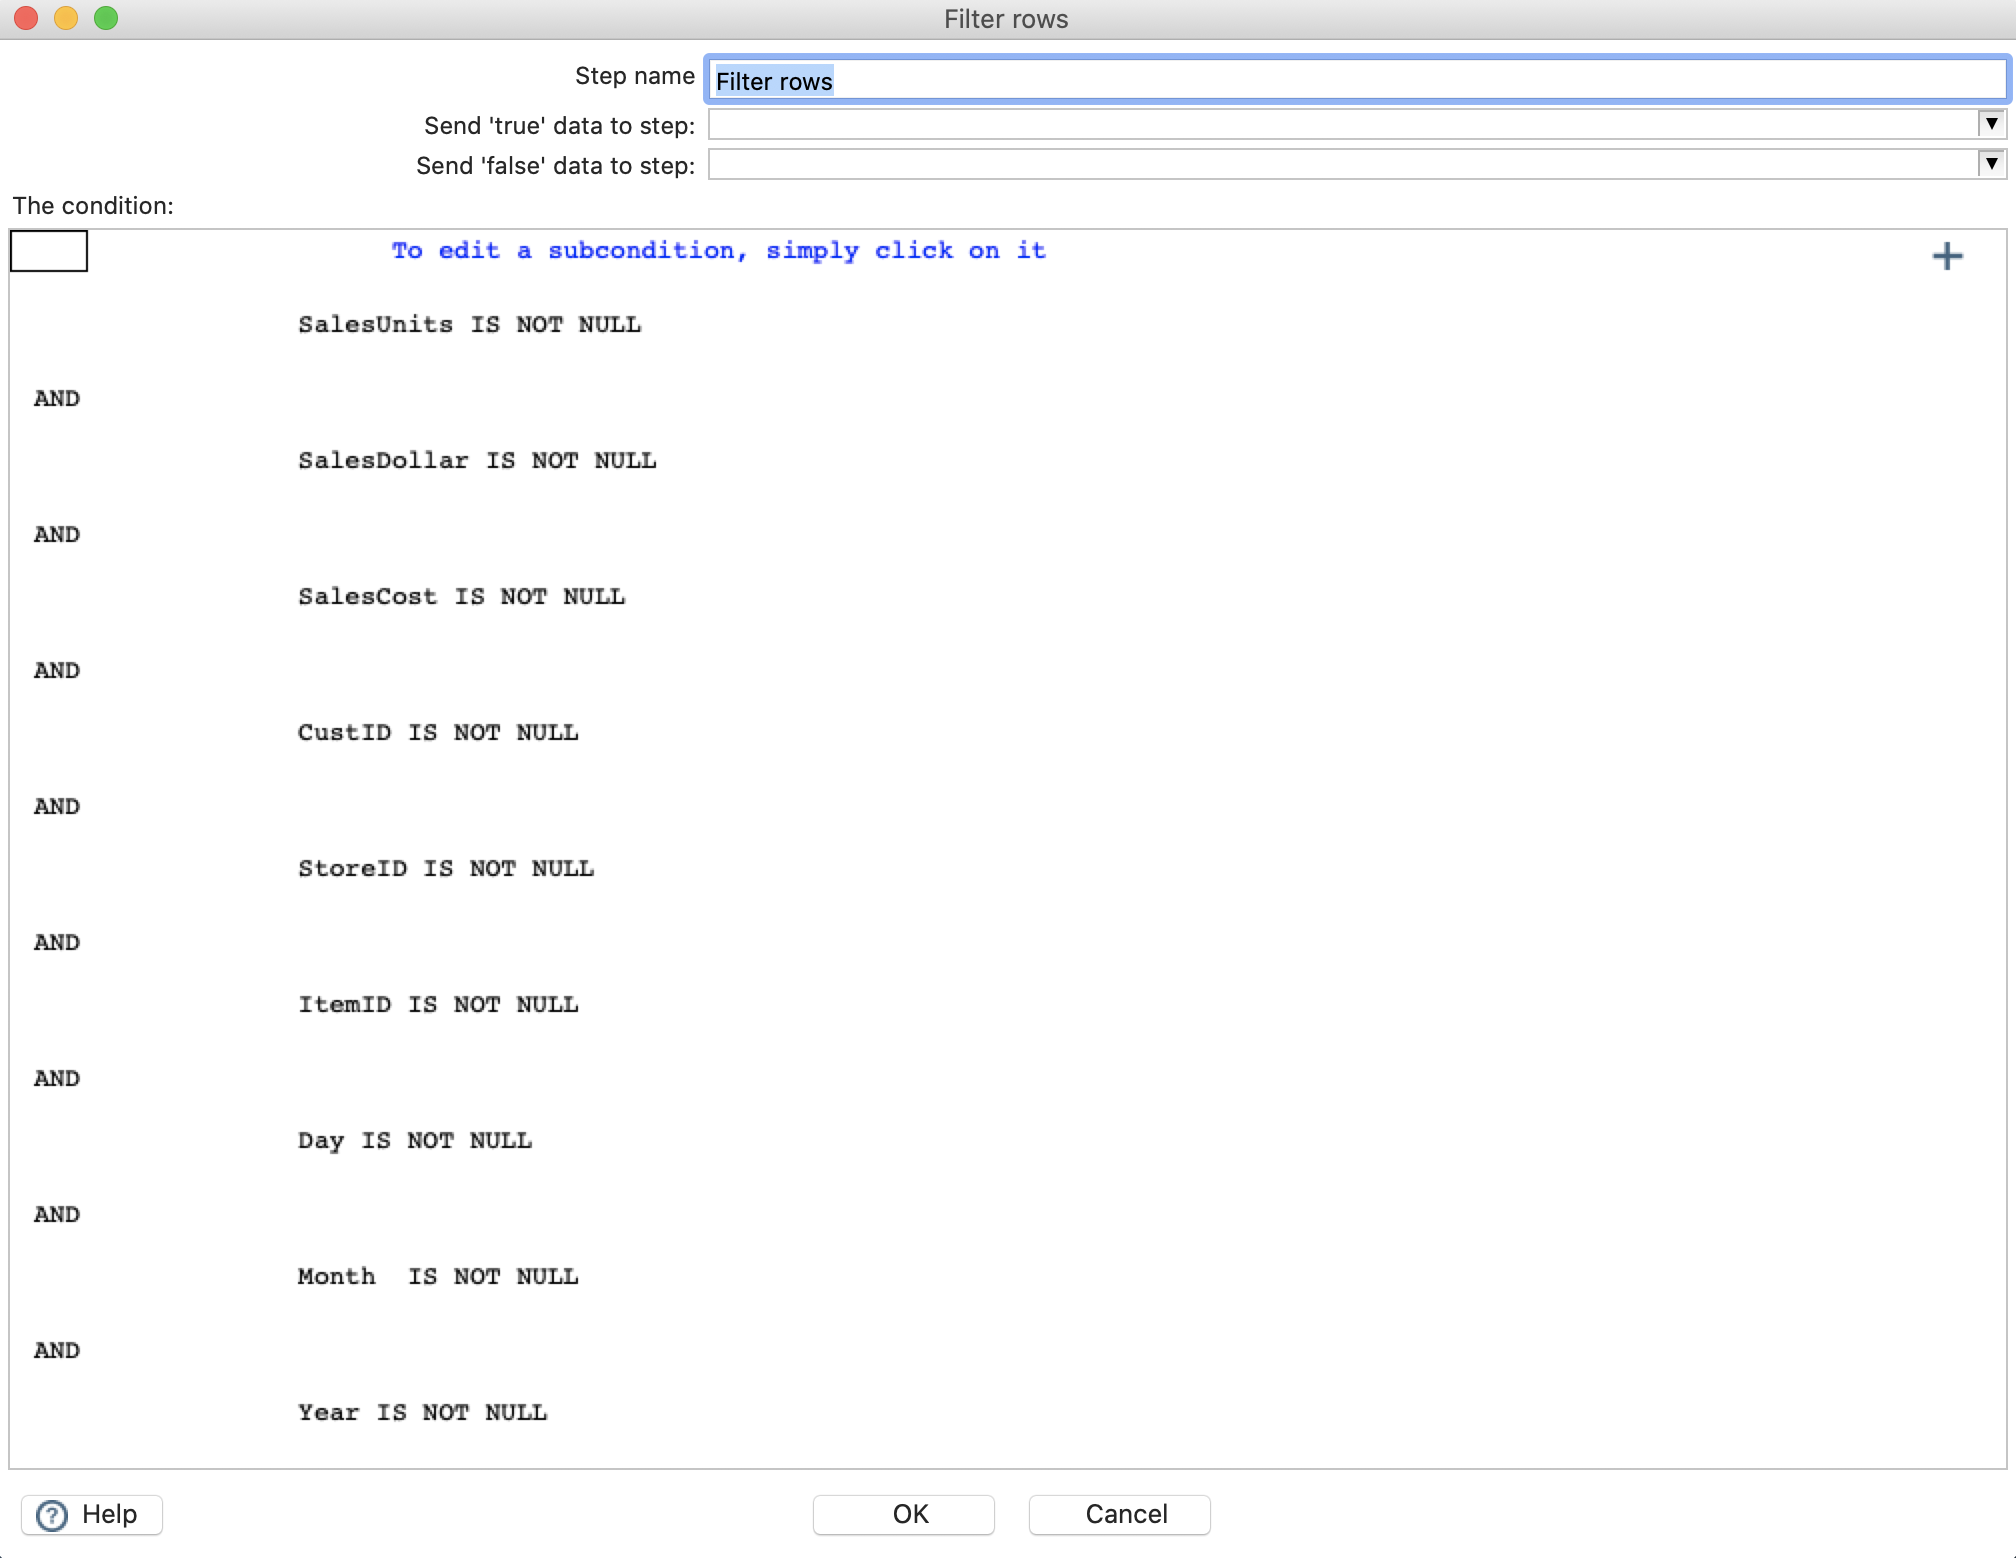 Filter rows
Step name Filter rows
Send 'true' data to step: ▼
Send 'false' data to step: ▼
The condition:
To edit a subcondition, simply click on it +
SalesUnits IS NOT NULL
AND
SalesDollar IS NOT NULL
AND
SalesCost IS NOT NULL
AND
CustID IS NOT NULL
AND
StoreID IS NOT NULL
AND
ItemID IS NOT NULL
AND
Day IS NOT NULL
AND
Month  IS NOT NULL
AND
Year IS NOT NULL
? Help OK Cancel